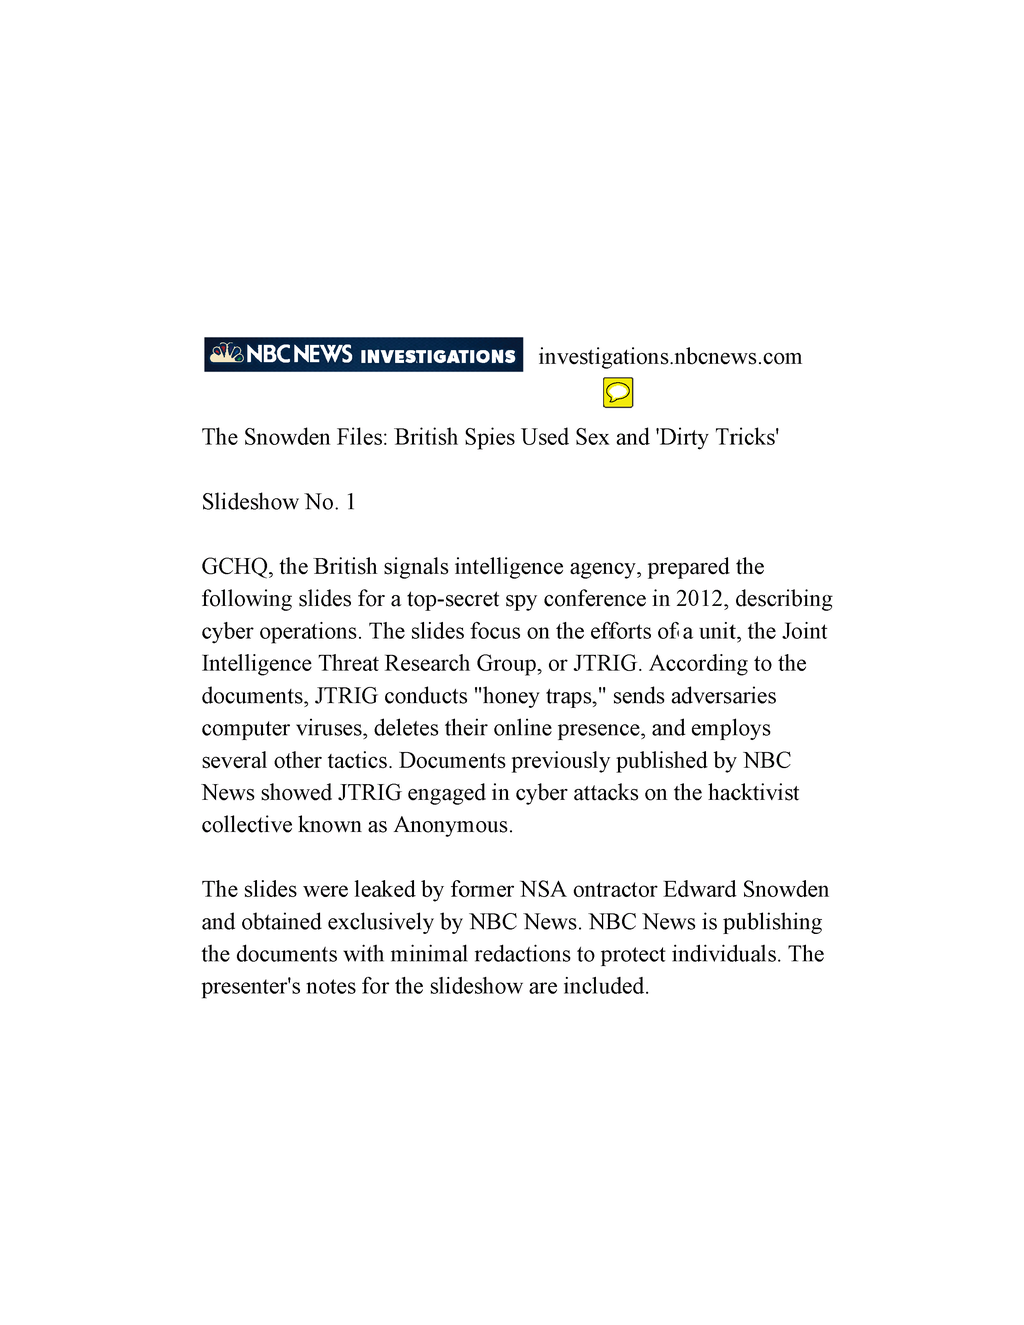 NBC NEWS INVESTIGATIONS investigations.nbcnews.com
The Snowden Files: British Spies Used Sex and 'Dirty Tricks'
Slideshow No. 1
GCHQ, the British signals intelligence agency, prepared the
following slides for a top-secret spy conference in 2012, describing
cyber operations. The slides focus on the efforts of a unit, the Joint
Intelligence Threat Research Group, or JTRIG. According to the
documents, JTRIG conducts "honey traps," sends adversaries
computer viruses, deletes their online presence, and employs
several other tactics. Documents previously published by NBC
News showed JTRIG engaged in cyber attacks on the hacktivist
collective known as Anonymous.
The slides were leaked by former NSA ontractor Edward Snowden
and obtained exclusively by NBC News. NBC News is publishing
the documents with minimal redactions to protect individuals. The
presenter's notes for the slideshow are included.